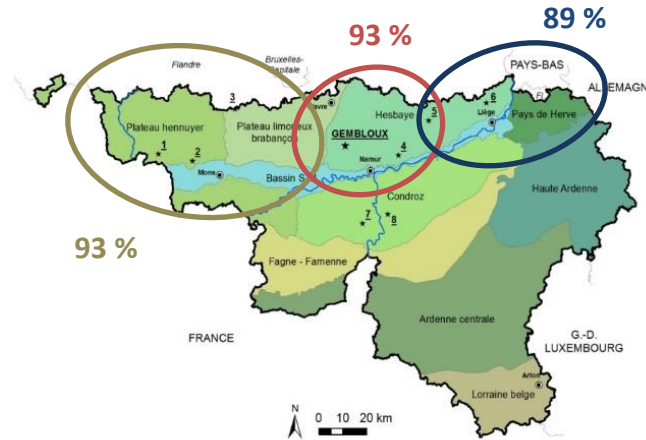 89 %
93 %
Flandre
Bruxelles-
Capitale
PAYS-BAS
ALLEMAGN
3
6
5
Hesbaye
Liège
Pays de Herve
Plateau hennuyer
Plateau limoneux
brabançon
GEMBLOUX
1
2
4
Mons
Namur
Bassin S
Haute Ardenne
Condroz
7
8
93 %
Fagne - Famenne
Ardenne centrale
FRANCE
G.-D.
LUXEMBOURG
Arlon
Lorraine belge
N
0 10 20 km